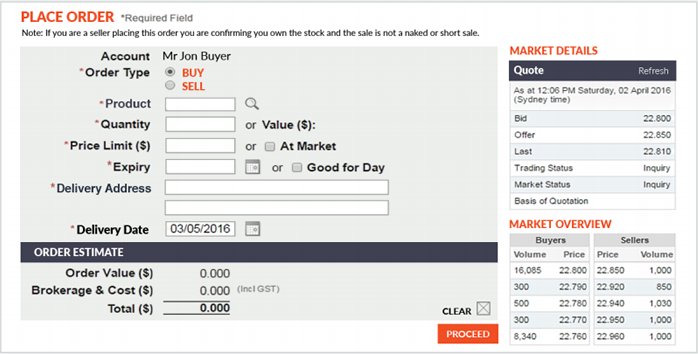 PLACE ORDER *Required Field
Note: If you are a seller placing this order you are confirming you own the stock and the sale is not a naked or short sale.
Account Mr Jon Buyer
*Order Type BUY
SELL
*Product
*Quantity or Value ($):
*Price Limit ($) or At Market
*Expiry or Good for Day
*Delivery Address
*Delivery Date 03/05/2016
ORDER ESTIMATE
Order Value ($) 0.000
Brokerage & Cost ($) 0.000 (Incl GST)
Total ($) 0.000
CLEAR
PROCEED
MARKET DETAILS
Quote Refresh
As at 12:06 PM Saturday, 02 April 2016
(Sydney time)
Bid 22.800
Offer 22.850
Last 22.810
Trading Status Inquiry
Market Status Inquiry
Basis of Quotation
MARKET OVERVIEW
Buyers Sellers
Volume Price Price Volume
16,085 22.800 22.850 1,000
300 22.790 22.920 850
500 22.780 22.940 1,030
300 22.770 22.950 1,000
8,340 22.760 22.960 1,000